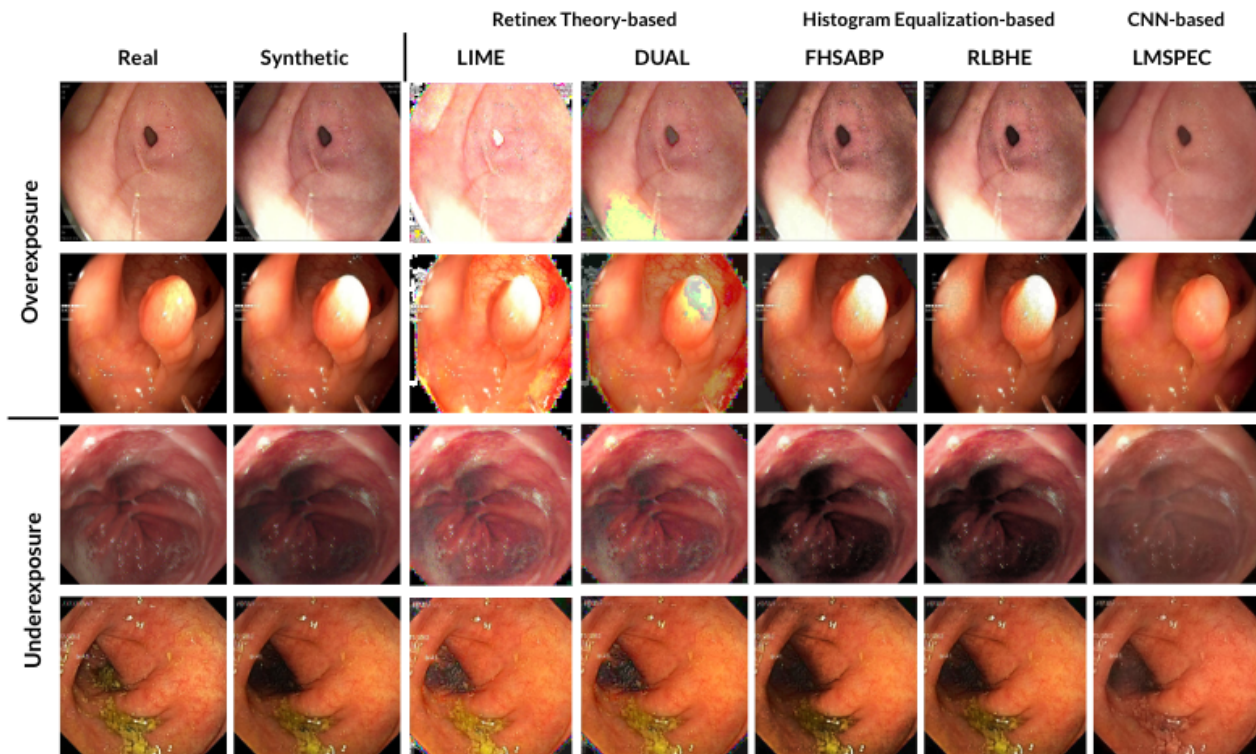 Retinex Theory-based Histogram Equalization-based CNN-based
Real Synthetic LIME DUAL FHSABP RLBHE LMSPEC
Overexposure
Underexposure